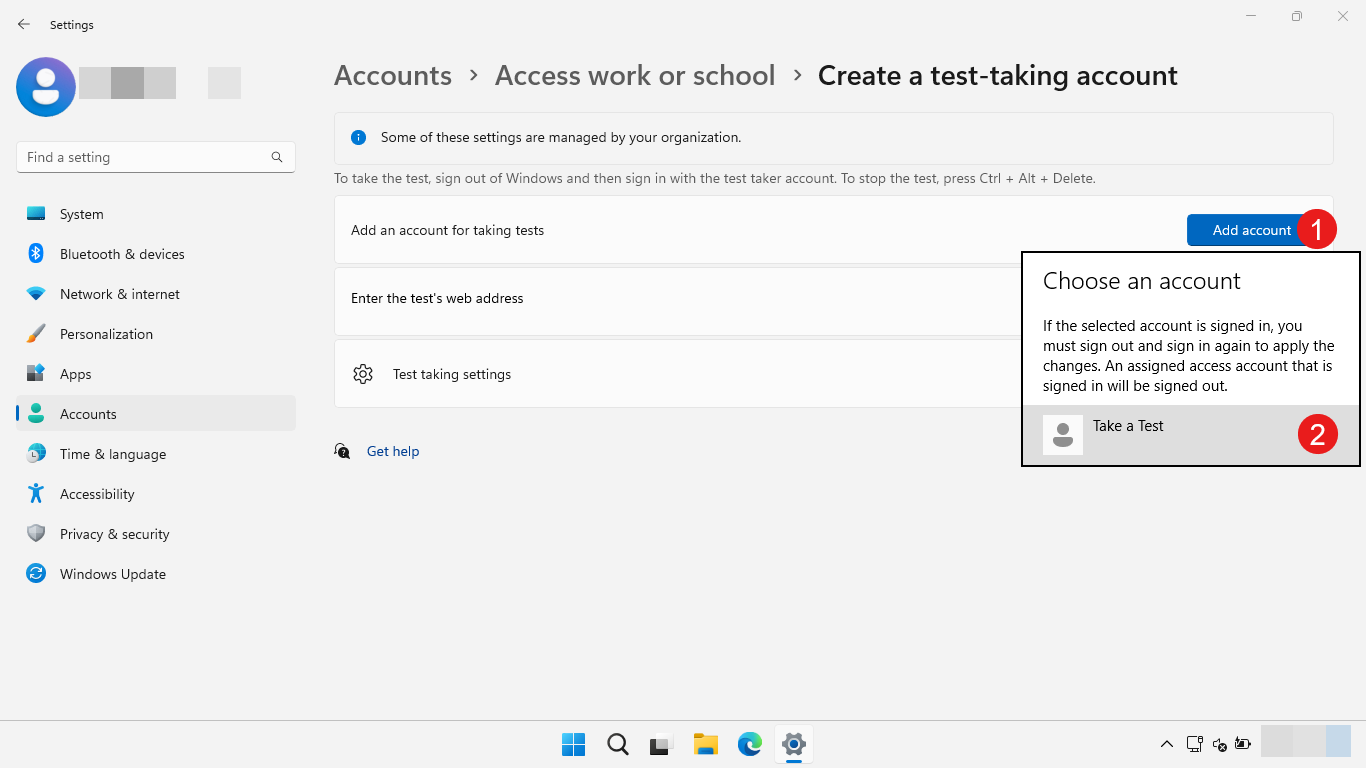 Settings
Accounts > Access work or school > Create a test-taking account
Some of these settings are managed by your organization.
Find a setting
To take the test, sign out of Windows and then sign in with the test taker account. To stop the test, press Ctrl + Alt + Delete.
System
Bluetooth & devices
Network & internet
Personalization
Apps
Accounts
Time & language
Accessibility
Privacy & security
Windows Update
Add an account for taking tests
Add account
1
Enter the test's web address
Test taking settings
Get help
Choose an account
If the selected account is signed in, you
must sign out and sign in again to apply the
changes. An assigned access account that is
signed in will be signed out.
Take a Test
2